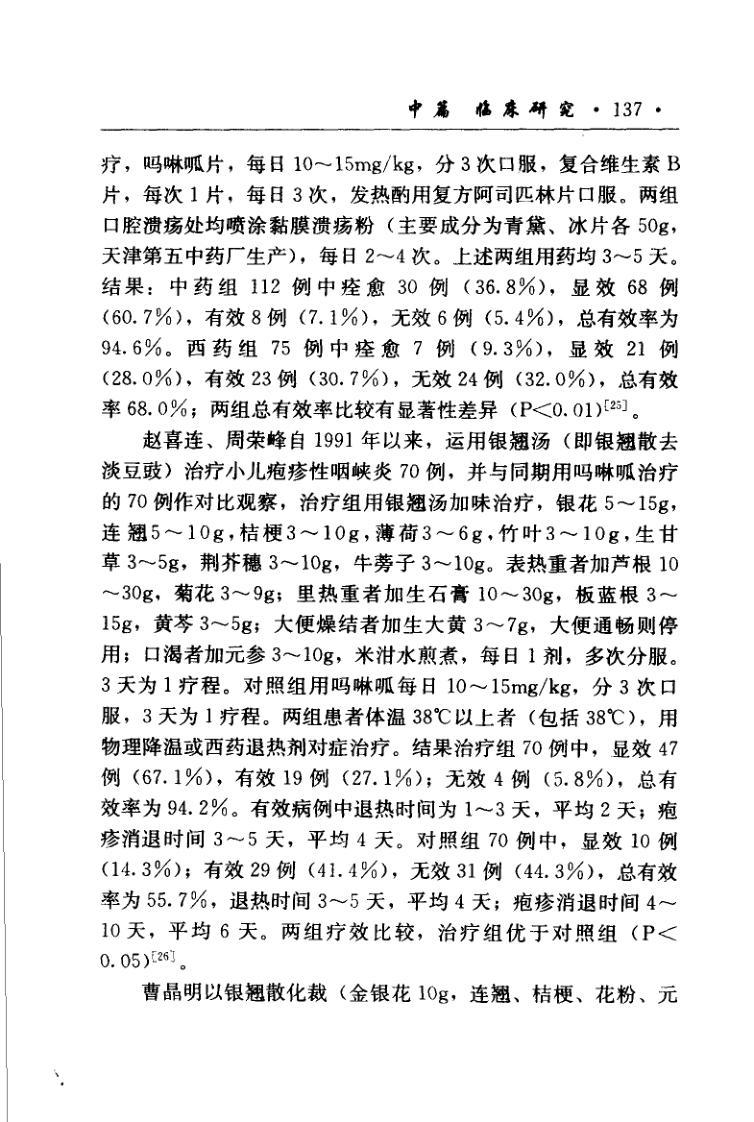 中篇 临床研究 · 137 ·
疗，吗啉呱片，每日 10～15mg/kg，分 3 次口服，复合维生素 B
片，每次 1 片，每日 3 次，发热酌用复方阿司匹林片口服。两组
口腔溃疡处均喷涂黏膜溃疡粉（主要成分为青黛、冰片各 50g，
天津第五中药厂生产），每日 2～4 次。上述两组用药均 3～5 天。
结果：中药组 112 例中痊愈 30 例（36.8%），显效 68 例
（60.7%），有效 8 例（7.1%），无效 6 例（5.4%），总有效率为
94.6%。西药组 75 例中痊愈 7 例（9.3%），显效 21 例
（28.0%），有效 23 例（30.7%），无效 24 例（32.0%），总有效
率 68.0%；两组总有效率比较有显著性差异（P<0.01）[25]。
赵喜连、周荣峰自 1991 年以来，运用银翘汤（即银翘散去
淡豆豉）治疗小儿疱疹性咽峡炎 70 例，并与同期用吗啉呱治疗
的 70 例作对比观察，治疗组用银翘汤加味治疗，银花 5～15g，
连翘5～10g，桔梗3～10g，薄荷3～6g，竹叶3～10g，生甘
草 3～5g，荆芥穗 3～10g，牛蒡子 3～10g。表热重者加芦根 10
～30g，菊花 3～9g；里热重者加生石膏 10～30g，板蓝根 3～
15g，黄芩 3～5g；大便燥结者加生大黄 3～7g，大便通畅则停
用；口渴者加元参 3～10g，米泔水煎煮，每日 1 剂，多次分服。
3 天为 1 疗程。对照组用吗啉呱每日 10～15mg/kg，分 3 次口
服，3 天为 1 疗程。两组患者体温 38℃以上者（包括 38℃），用
物理降温或西药退热剂对症治疗。结果治疗组 70 例中，显效 47
例（67.1%），有效 19 例（27.1%）；无效 4 例（5.8%），总有
效率为 94.2%。有效病例中退热时间为 1～3 天，平均 2 天；疱
疹消退时间 3～5 天，平均 4 天。对照组 70 例中，显效 10 例
（14.3%）；有效 29 例（41.4%），无效 31 例（44.3%），总有效
率为 55.7%，退热时间 3～5 天，平均 4 天；疱疹消退时间 4～
10 天，平均 6 天。两组疗效比较，治疗组优于对照组（P<
0.05）[26]。
曹晶明以银翘散化裁（金银花 10g，连翘、桔梗、花粉、元